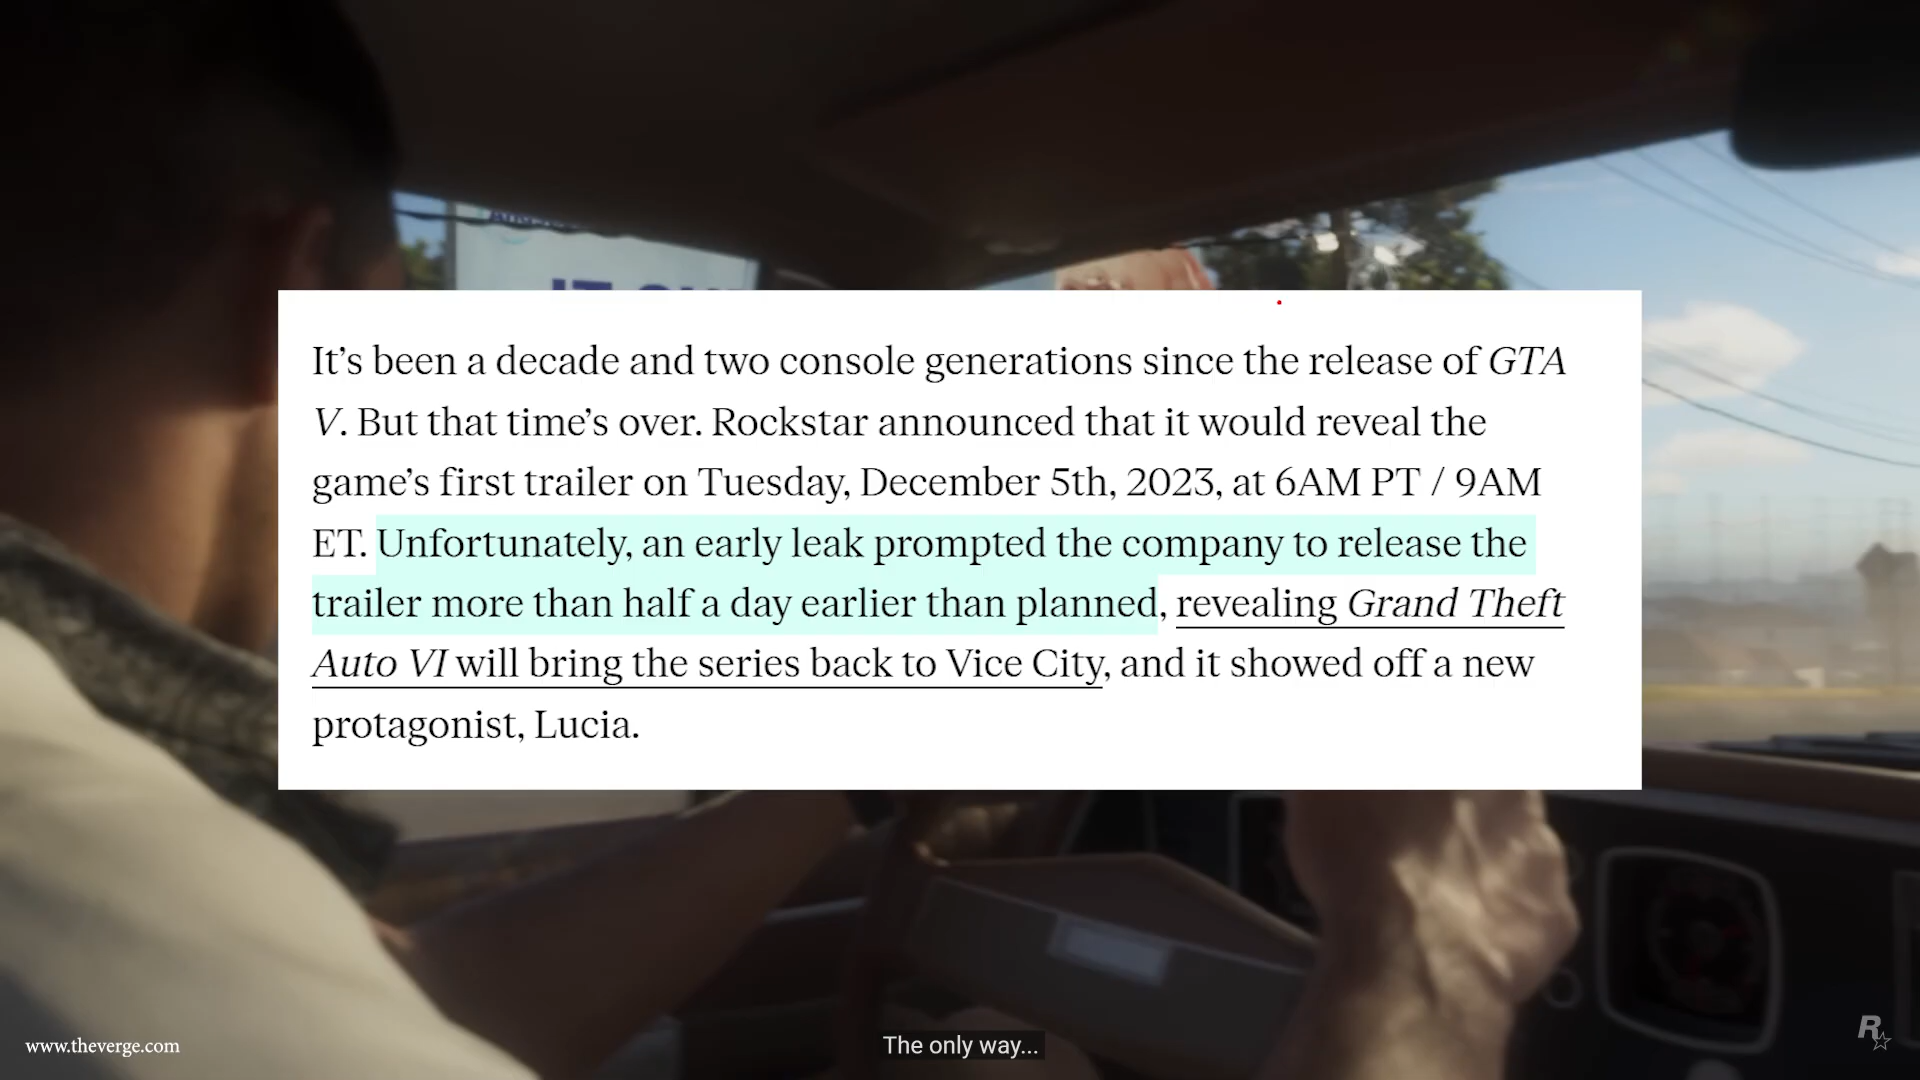 It’s been a decade and two console generations since the release of GTA
V. But that time’s over. Rockstar announced that it would reveal the
game’s first trailer on Tuesday, December 5th, 2023, at 6AM PT / 9AM
ET. Unfortunately, an early leak prompted the company to release the
trailer more than half a day earlier than planned, revealing Grand Theft
Auto VI will bring the series back to Vice City, and it showed off a new
protagonist, Lucia.
www.theverge.com
The only way...
R